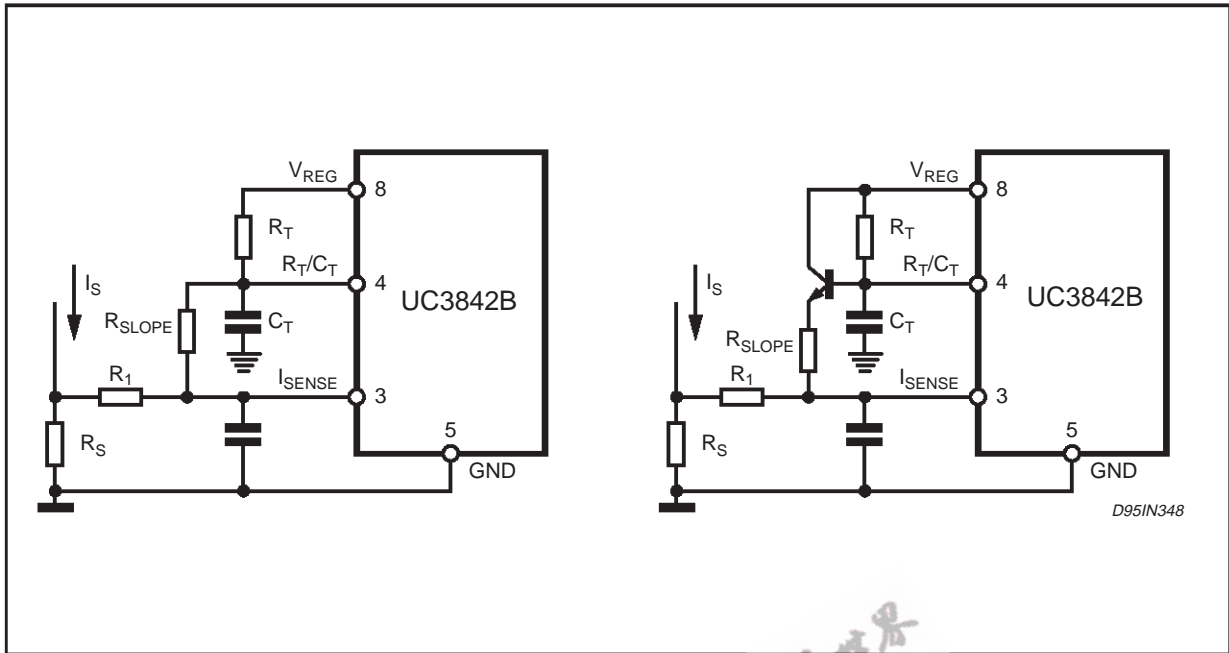 V_REG
8
R_T
R_T/C_T
4
UC3842B
I_S
R_SLOPE
C_T
R_1
I_SENSE
3
R_S
5
GND
V_REG
8
R_T
R_T/C_T
4
UC3842B
I_S
R_SLOPE
C_T
R_1
I_SENSE
3
R_S
5
GND
D95IN348